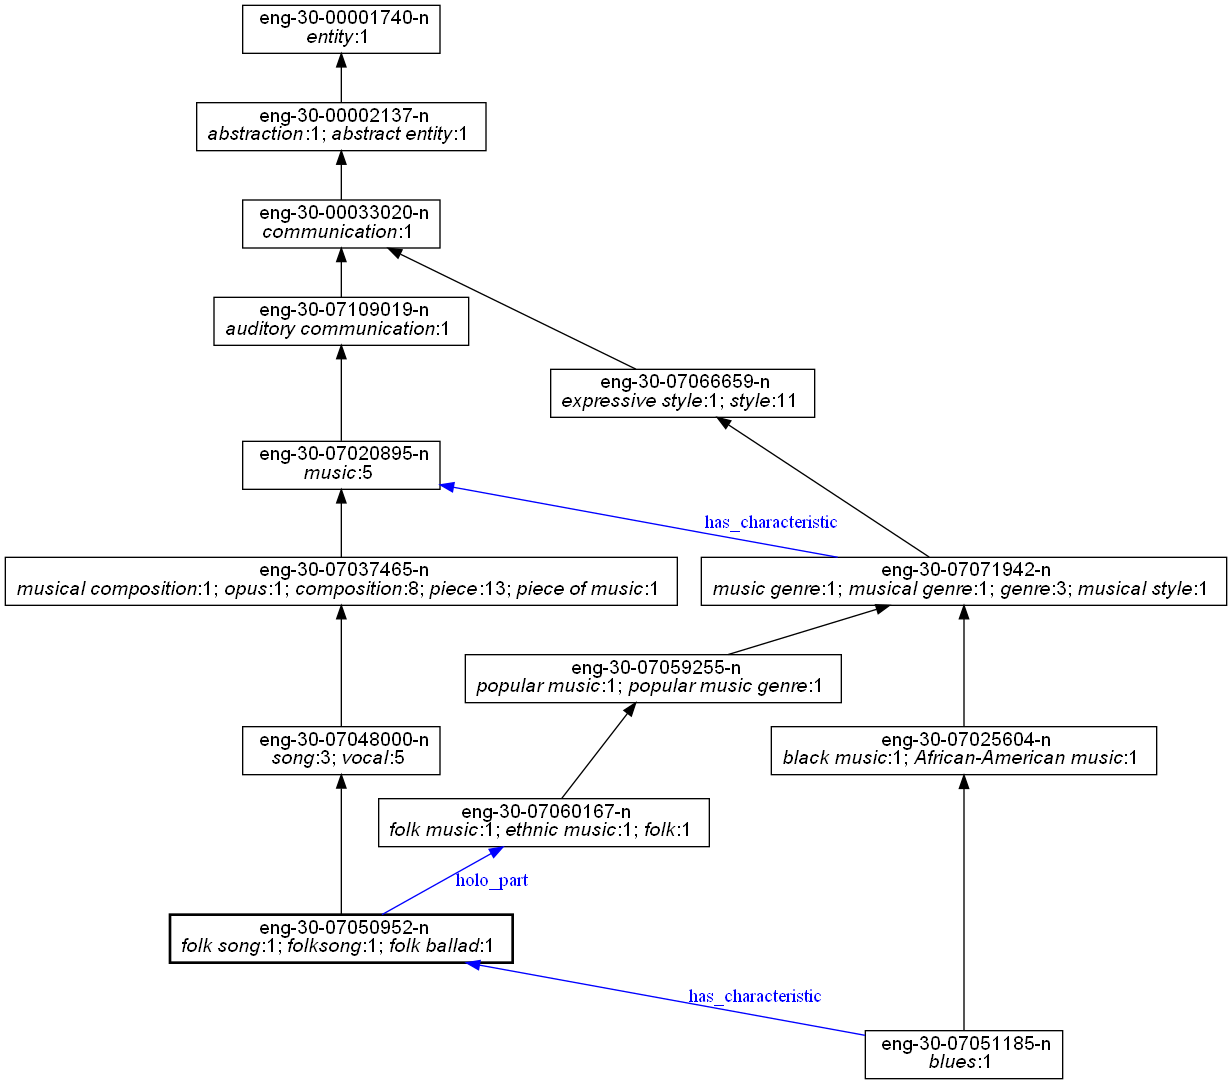 eng-30-00001740-n
entity:1
eng-30-00002137-n
abstraction:1; abstract entity:1
eng-30-00033020-n
communication:1
eng-30-07109019-n
auditory communication:1
eng-30-07066659-n
expressive style:1; style:11
eng-30-07020895-n
music:5
has_characteristic
eng-30-07037465-n
musical composition:1; opus:1; composition:8; piece:13; piece of music:1
eng-30-07071942-n
music genre:1; musical genre:1; genre:3; musical style:1
eng-30-07059255-n
popular music:1; popular music genre:1
eng-30-07048000-n
song:3; vocal:5
eng-30-07025604-n
black music:1; African-American music:1
eng-30-07060167-n
folk music:1; ethnic music:1; folk:1
holo_part
eng-30-07050952-n
folk song:1; folksong:1; folk ballad:1
has_characteristic
eng-30-07051185-n
blues:1